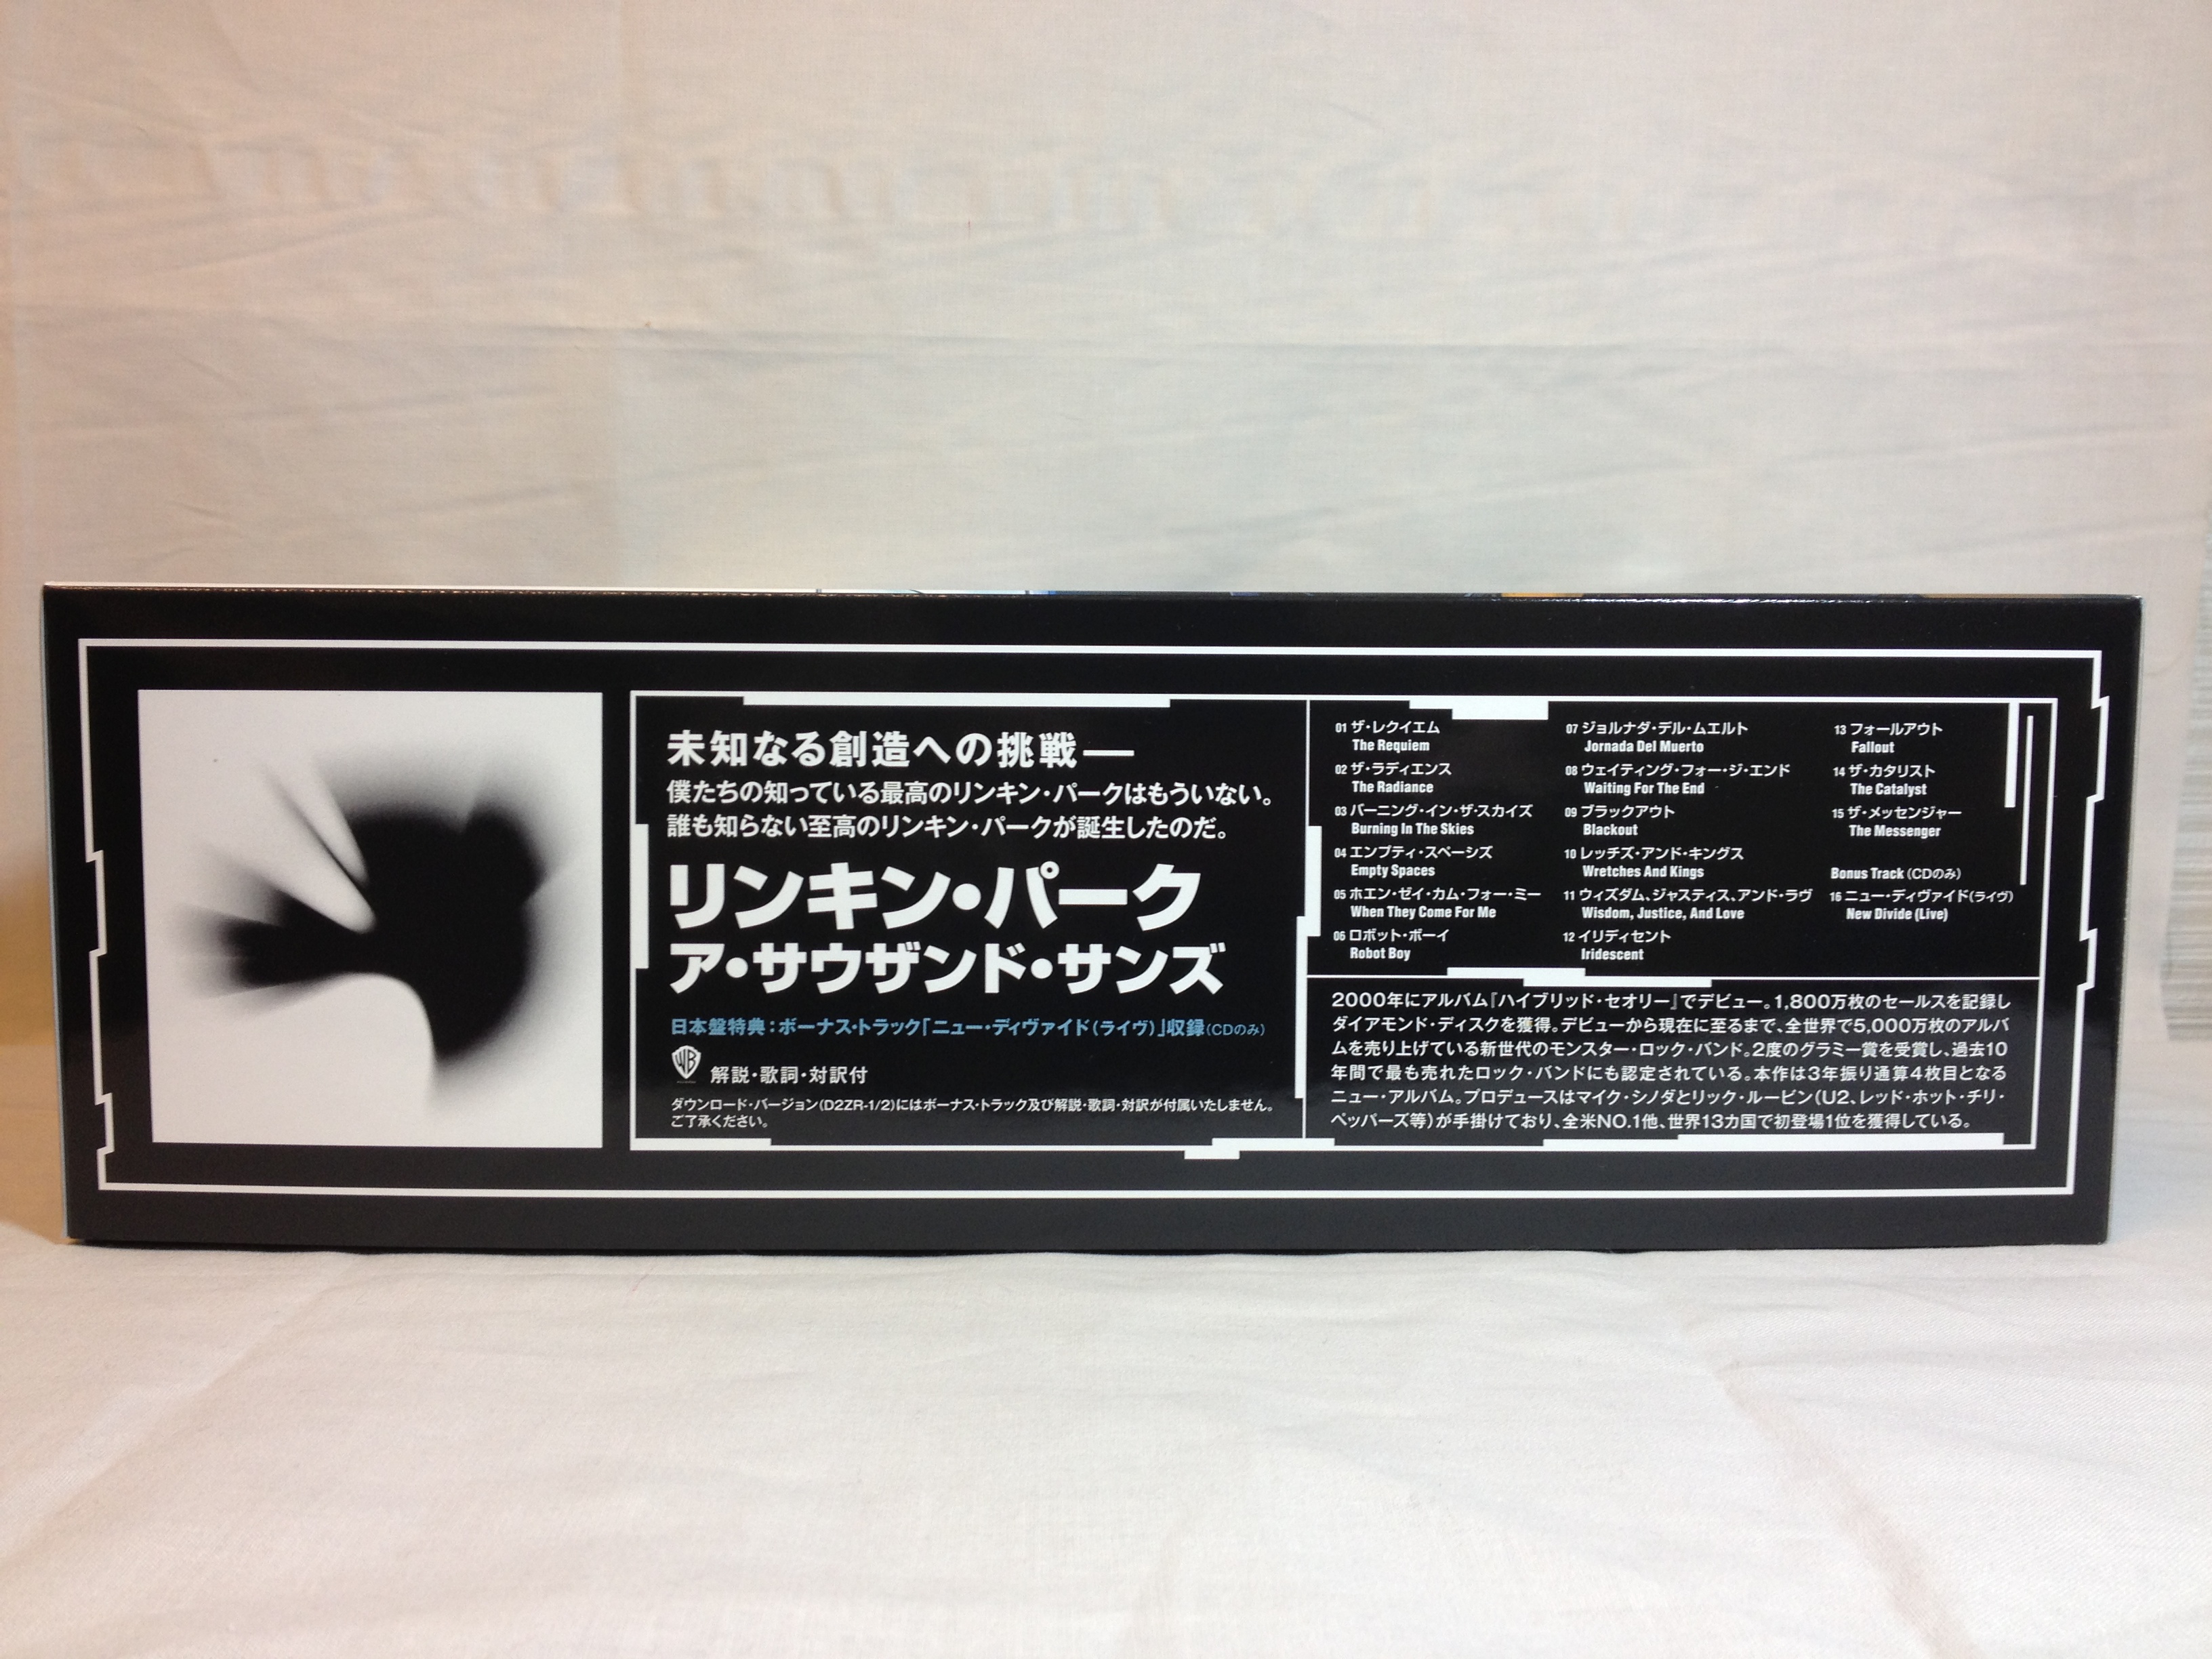 未知なる創造への挑戦――
僕たちの知っている最高のリンキン・パークはもういない。
誰も知らない至高のリンキン・パークが誕生したのだ。
リンキン・パーク
ア・サウザンド・サンズ
日本盤特典：ボーナス・トラック「ニュー・ディヴァイド（ライヴ）」収録（CDのみ）
WB
解説・歌詞・対訳付
ダウンロード・バージョン(D2ZR-1/2)にはボーナス・トラック及び解説・歌詞・対訳が付属いたしません。
ご了承ください。
01 ザ・レクイエム
The Requiem
02 ザ・ラディエンス
The Radiance
03 バーニング・イン・ザ・スカイズ
Burning In The Skies
04 エンプティ・スペーシズ
Empty Spaces
05 ホエン・ゼイ・カム・フォー・ミー
When They Come For Me
06 ロボット・ボーイ
Robot Boy
07 ジョルナダ・デル・ムエルト
Jornada Del Muerto
08 ウェイティング・フォー・ジ・エンド
Waiting For The End
09 ブラックアウト
Blackout
10 レッチズ・アンド・キングス
Wretches And Kings
11 ウィズダム、ジャスティス、アンド・ラヴ
Wisdom, Justice, And Love
12 イリディセント
Iridescent
13 フォールアウト
Fallout
14 ザ・カタリスト
The Catalyst
15 ザ・メッセンジャー
The Messenger
Bonus Track (CDのみ)
16 ニュー・ディヴァイド（ライヴ）
New Divide (Live)
2000年にアルバム『ハイブリッド・セオリー』でデビュー。1,800万枚のセールスを記録し
ダイアモンド・ディスクを獲得。デビューから現在に至るまで、全世界で5,000万枚のアルバ
ムを売り上げている新世代のモンスター・ロック・バンド。2度のグラミー賞を受賞し、過去10
年間で最も売れたロック・バンドにも認定されている。本作は3年振り通算4枚目となる
ニュー・アルバム。プロデュースはマイク・シノダとリック・ルービン（U2、レッド・ホット・チリ・
ペッパーズ等）が手掛けており、全米NO.1他、世界13カ国で初登場1位を獲得している。